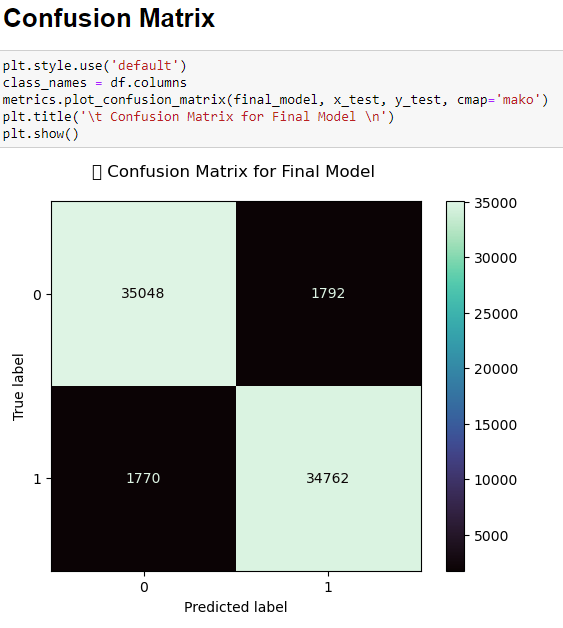 Confusion Matrix
plt.style.use('default')
class_names = df.columns
metrics.plot_confusion_matrix(final_model, x_test, y_test, cmap='mako')
plt.title('\t Confusion Matrix for Final Model \n')
plt.show()
▯ Confusion Matrix for Final Model
35000
30000
25000
20000
15000
10000
5000
True label
0
35048
1792
1
1770
34762
0
1
Predicted label